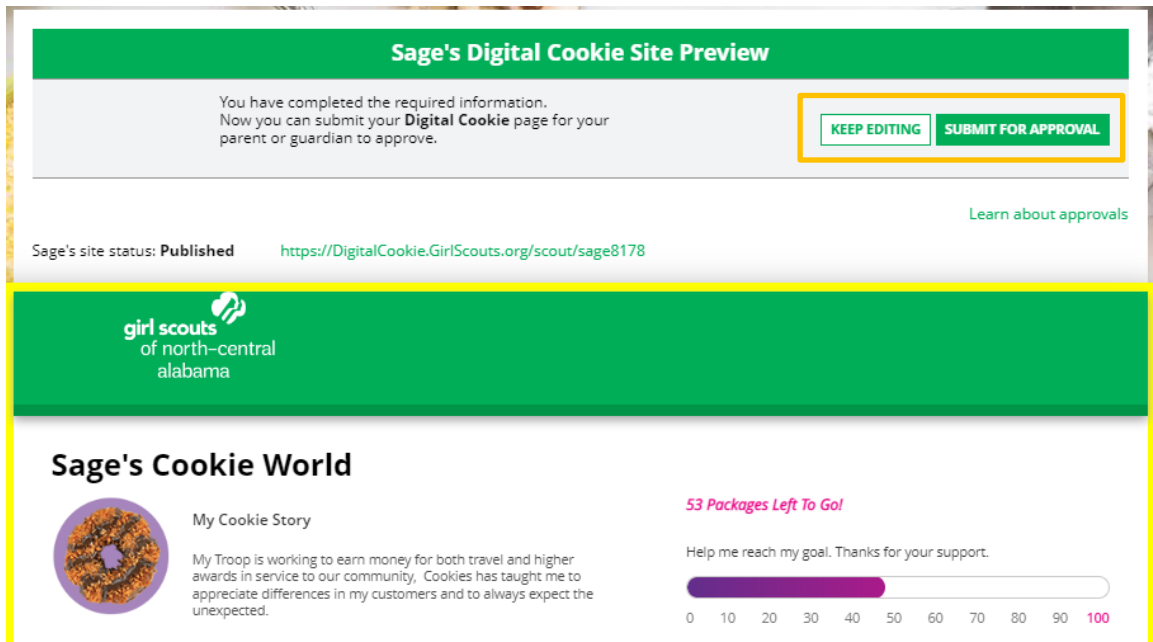 Sage's Digital Cookie Site Preview
You have completed the required information.
Now you can submit your Digital Cookie page for your
parent or guardian to approve.
KEEP EDITING
SUBMIT FOR APPROVAL
Learn about approvals
Sage's site status: Published
https://DigitalCookie.GirlScouts.org/scout/sage8178
girl scouts
of north-central
alabama
Sage's Cookie World
My Cookie Story
My Troop is working to earn money for both travel and higher
awards in service to our community, Cookies has taught me to
appreciate differences in my customers and to always expect the
unexpected.
53 Packages Left To Go!
Help me reach my goal. Thanks for your support.
0 10 20 30 40 50 60 70 80 90 100